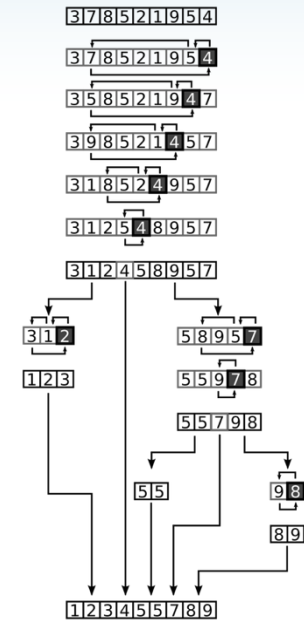 3 7 8 5 2 1 9 5 4
3 7 8 5 2 1 9 5 4
3 5 8 5 2 1 9 4 7
3 9 8 5 2 1 4 5 7
3 1 8 5 2 4 9 5 7
3 1 2 5 4 8 9 5 7
3 1 2 4 5 8 9 5 7
3 1 2
5 8 9 5 7
1 2 3
5 5 9 7 8
5 5 7 9 8
5 5
9 8
8 9
1 2 3 4 5 5 7 8 9